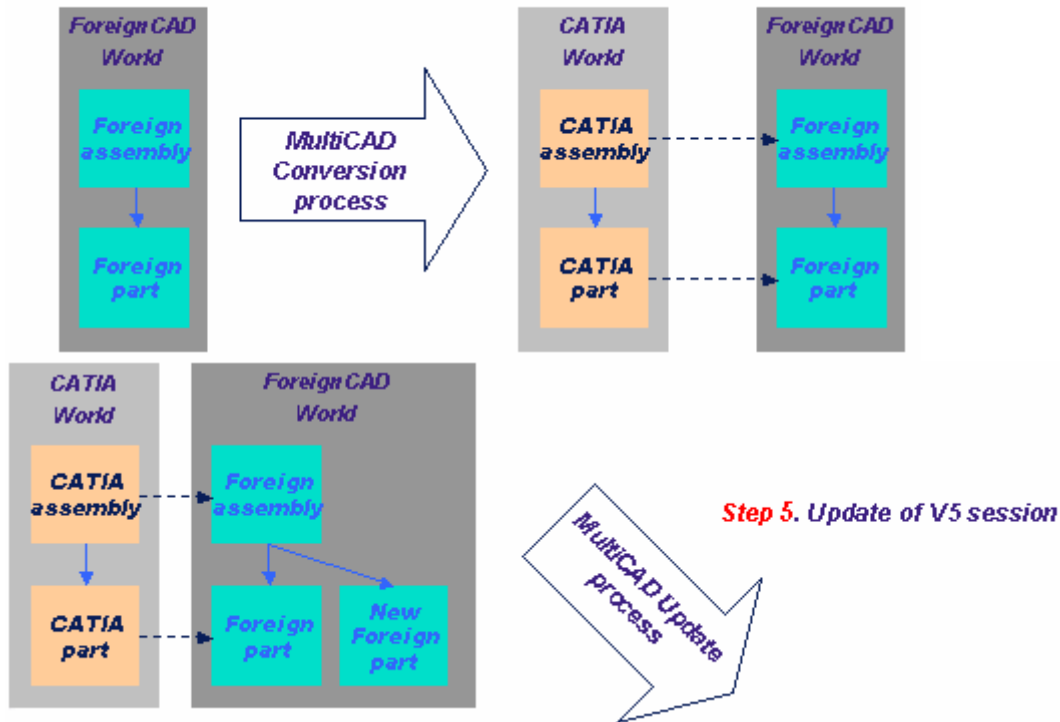 Foreign CAD
World
Foreign
assembly
Foreign
part
MultiCAD
Conversion
process
CATIA
World
CATIA
assembly
CATIA
part
Foreign CAD
World
Foreign
assembly
Foreign
part
CATIA
World
CATIA
assembly
CATIA
part
Foreign CAD
World
Foreign
assembly
Foreign
part
New
Foreign
part
MultiCAD Update
process
Step 5. Update of V5 session